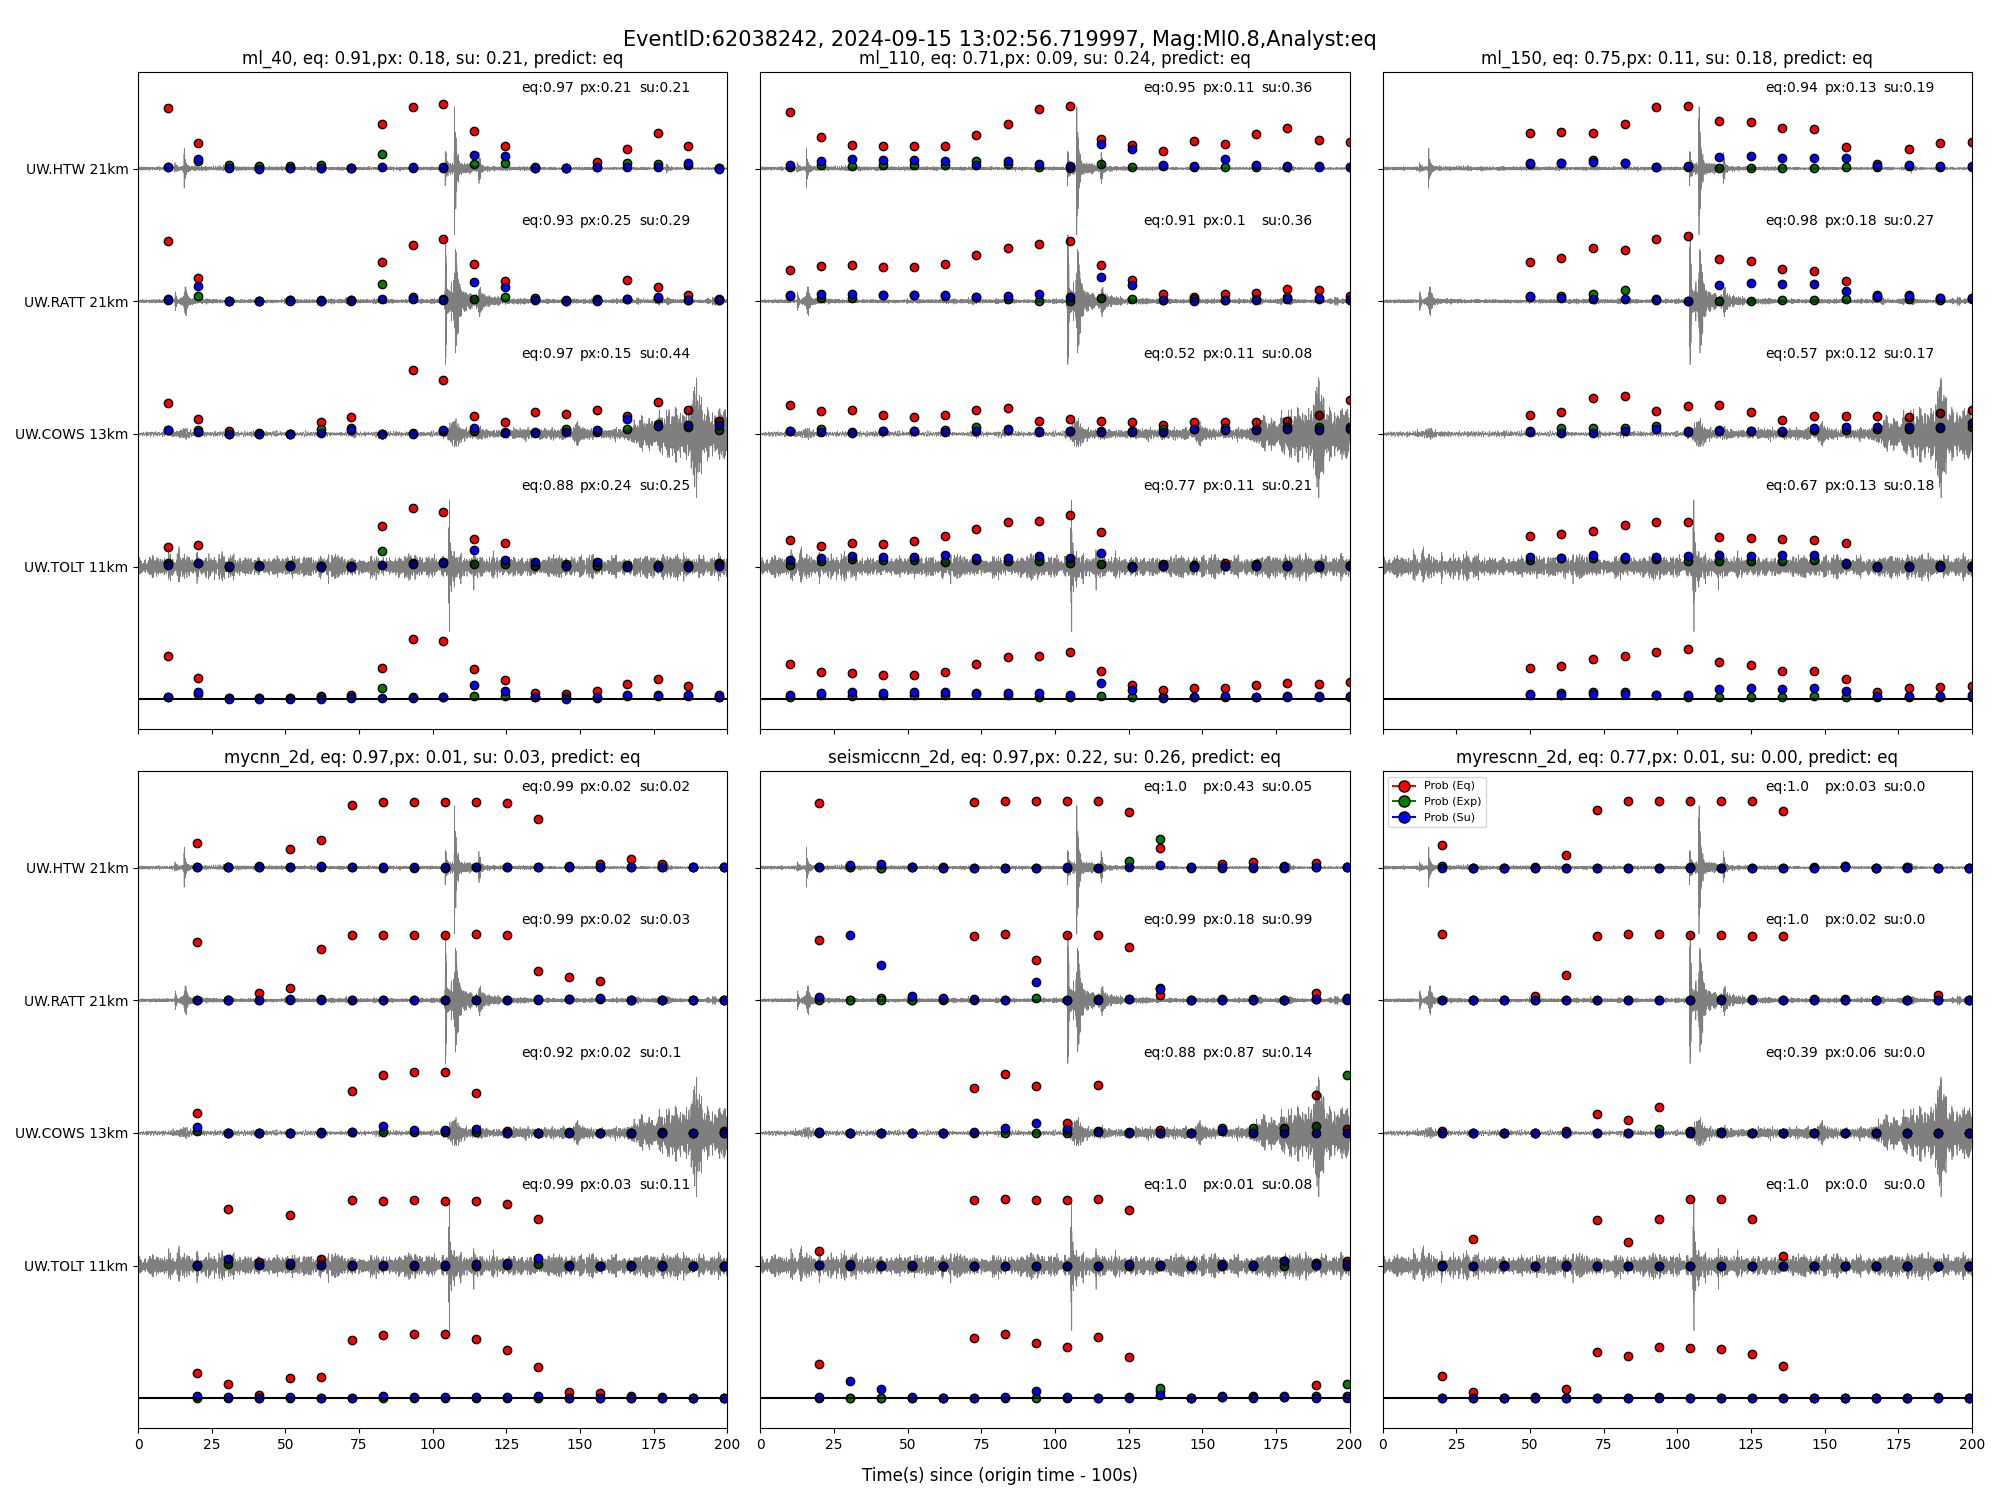 EventID:62038242, 2024-09-15 13:02:56.719997, Mag:Ml0.8,Analyst:eq
ml_40, eq: 0.91,px: 0.18, su: 0.21, predict: eq
eq:0.97 px:0.21 su:0.21
UW.HTW 21km
eq:0.93 px:0.25 su:0.29
UW.RATT 21km
eq:0.97 px:0.15 su:0.44
UW.COWS 13km
eq:0.88 px:0.24 su:0.25
UW.TOLT 11km
ml_110, eq: 0.71,px: 0.09, su: 0.24, predict: eq
eq:0.95 px:0.11 su:0.36
eq:0.91 px:0.1 su:0.36
eq:0.52 px:0.11 su:0.08
eq:0.77 px:0.11 su:0.21
ml_150, eq: 0.75,px: 0.11, su: 0.18, predict: eq
eq:0.94 px:0.13 su:0.19
eq:0.98 px:0.18 su:0.27
eq:0.57 px:0.12 su:0.17
eq:0.67 px:0.13 su:0.18
mycnn_2d, eq: 0.97,px: 0.01, su: 0.03, predict: eq
eq:0.99 px:0.02 su:0.02
UW.HTW 21km
eq:0.99 px:0.02 su:0.03
UW.RATT 21km
eq:0.92 px:0.02 su:0.1
UW.COWS 13km
eq:0.99 px:0.03 su:0.11
UW.TOLT 11km
0 25 50 75 100 125 150 175 200
seismiccnn_2d, eq: 0.97,px: 0.22, su: 0.26, predict: eq
eq:1.0 px:0.43 su:0.05
eq:0.99 px:0.18 su:0.99
eq:0.88 px:0.87 su:0.14
eq:1.0 px:0.01 su:0.08
0 25 50 75 100 125 150 175 200
myrescnn_2d, eq: 0.77,px: 0.01, su: 0.00, predict: eq
Prob (Eq)
Prob (Exp)
Prob (Su)
eq:1.0 px:0.03 su:0.0
eq:1.0 px:0.02 su:0.0
eq:0.39 px:0.06 su:0.0
eq:1.0 px:0.0 su:0.0
0 25 50 75 100 125 150 175 200
Time(s) since (origin time - 100s)